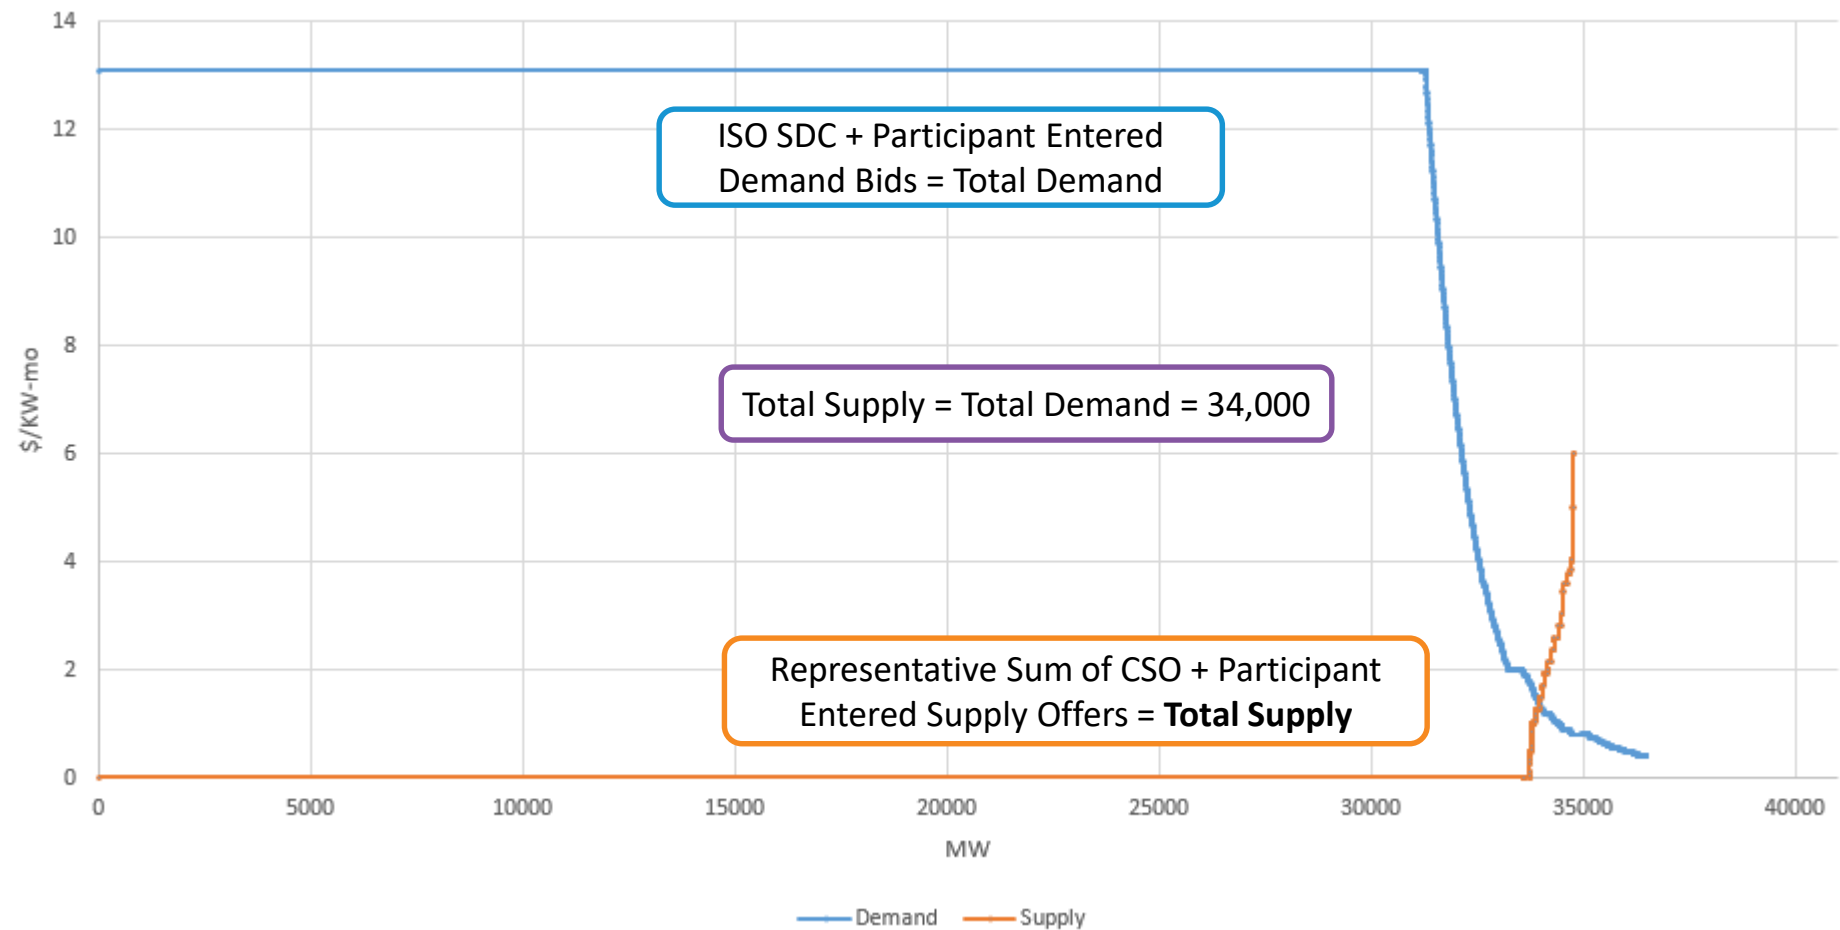 14
12
10
8
6
4
2
0
$/KW-mo
ISO SDC + Participant Entered
Demand Bids = Total Demand
Total Supply = Total Demand = 34,000
Representative Sum of CSO + Participant
Entered Supply Offers = Total Supply
0 5000 10000 15000 20000 25000 30000 35000 40000
MW
Demand Supply